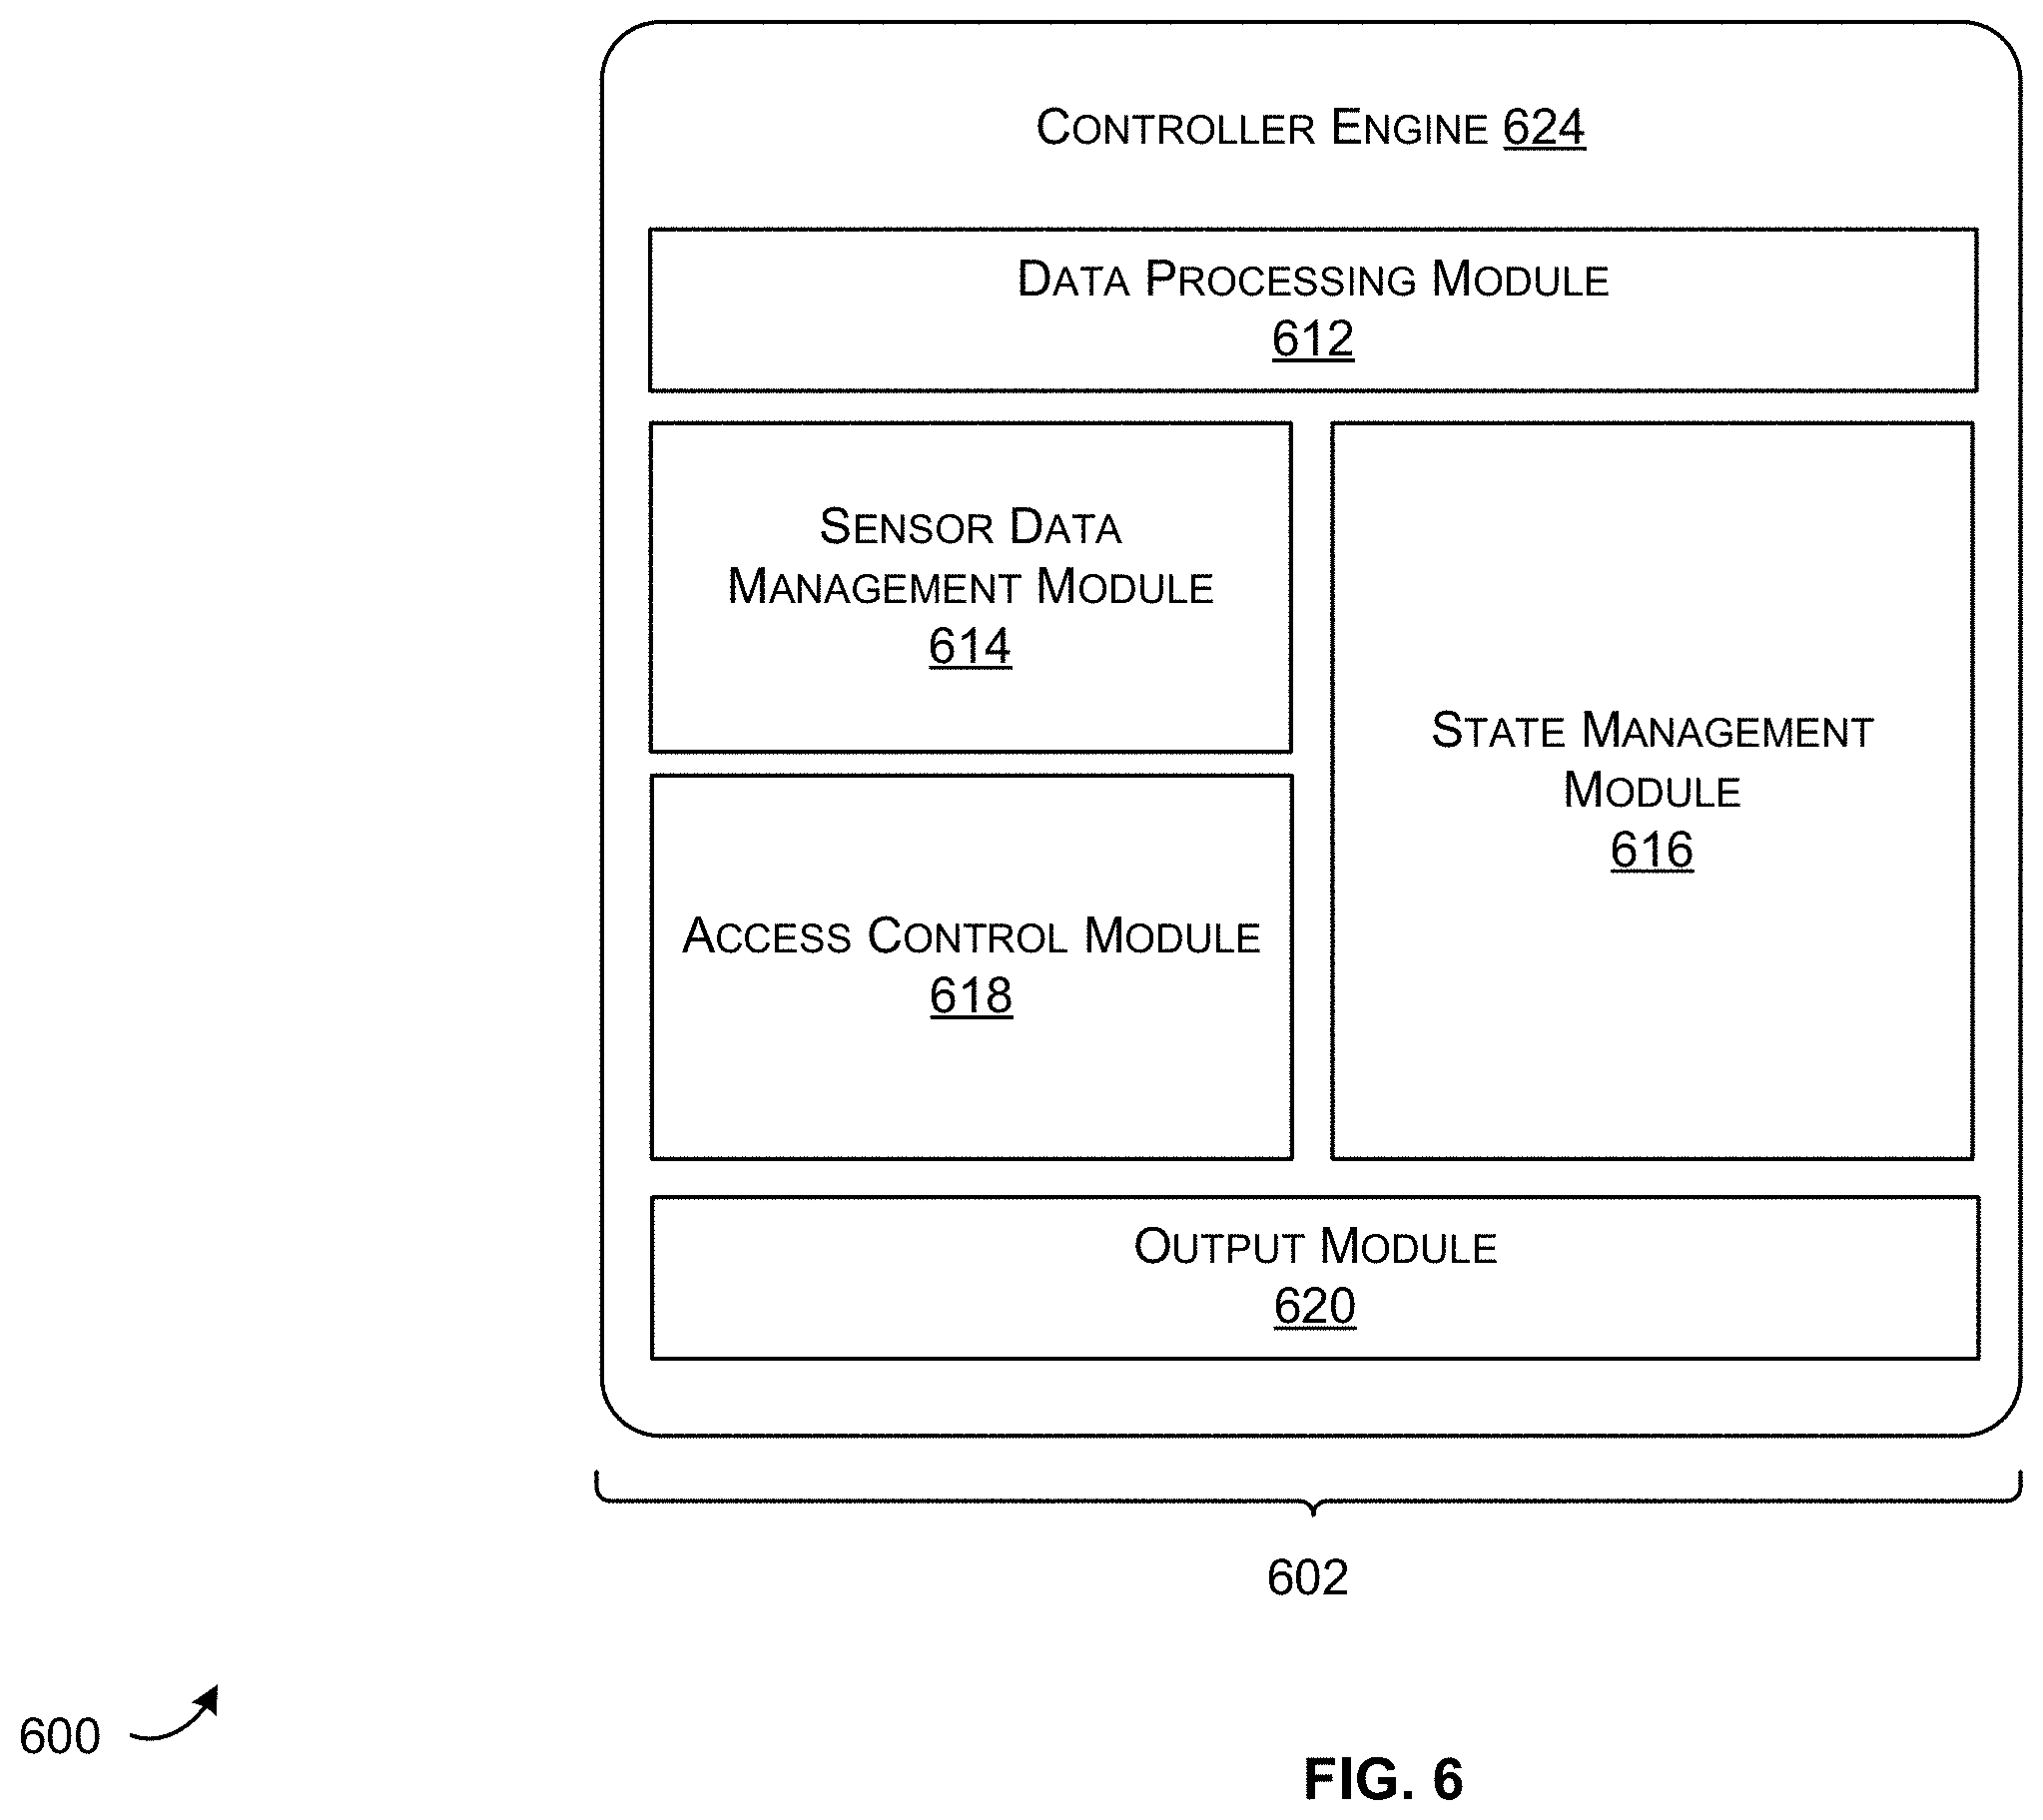 CONTROLLER ENGINE 624
DATA PROCESSING MODULE
612
SENSOR DATA
MANAGEMENT MODULE
614
STATE MANAGEMENT
MODULE
616
ACCESS CONTROL MODULE
618
OUTPUT MODULE
620
602
600
FIG. 6